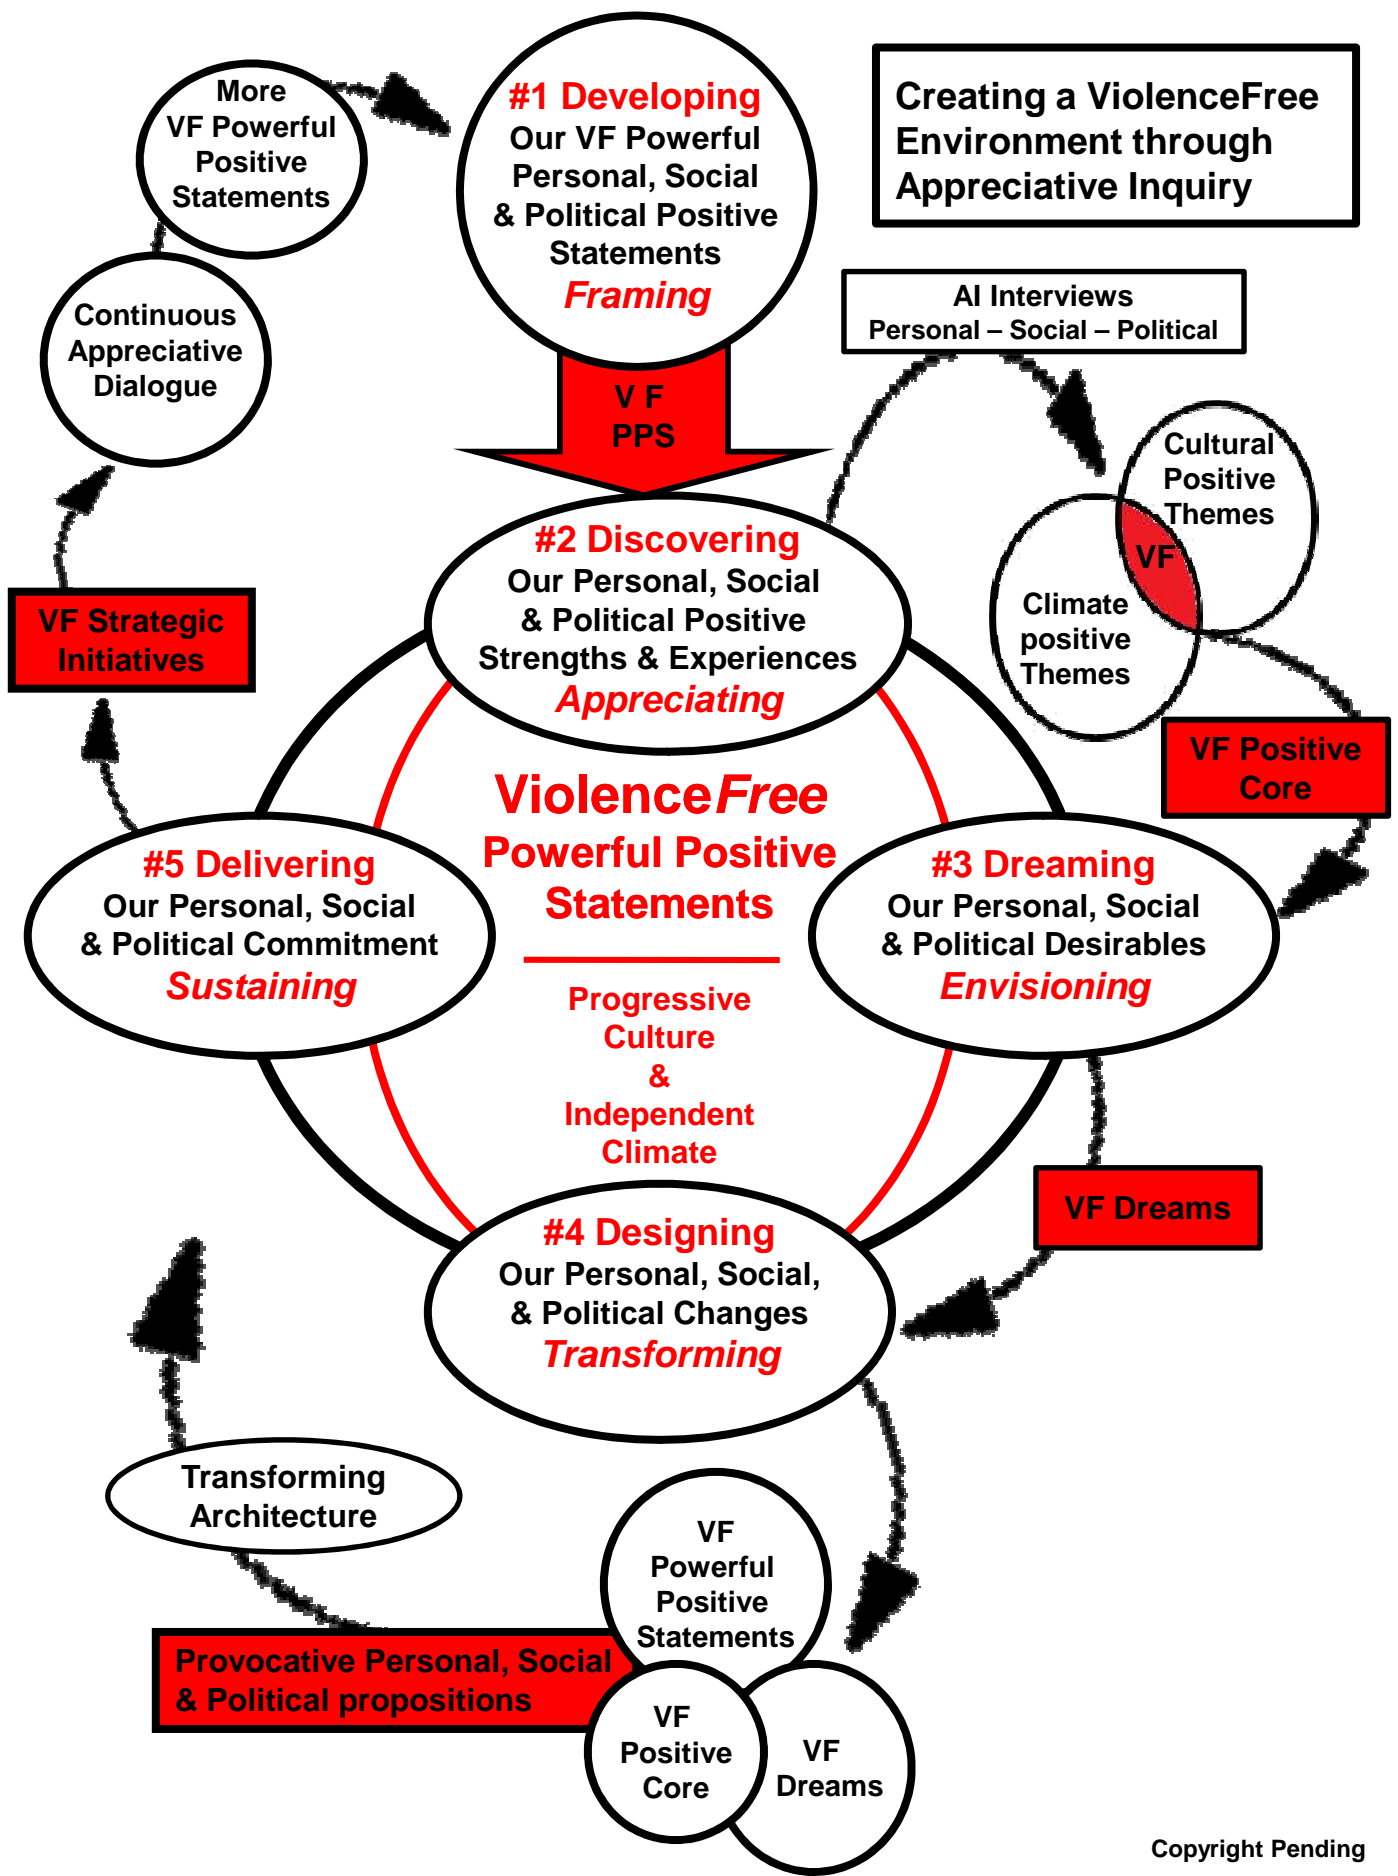 Creating a ViolenceFree
Environment through
Appreciative Inquiry
#1 Developing
Our VF Powerful
Personal, Social
& Political Positive
Statements
Framing
More
VF Powerful
Positive
Statements
Continuous
Appreciative
Dialogue
V F
PPS
AI Interviews
Personal – Social – Political
Cultural
Positive
Themes
VF
Climate
positive
Themes
#2 Discovering
Our Personal, Social
& Political Positive
Strengths & Experiences
Appreciating
VF Strategic
Initiatives
VF Positive
Core
ViolenceFree
Powerful Positive
Statements
#5 Delivering
Our Personal, Social
& Political Commitment
Sustaining
#3 Dreaming
Our Personal, Social
& Political Desirables
Envisioning
Progressive
Culture
&
Independent
Climate
VF Dreams
#4 Designing
Our Personal, Social,
& Political Changes
Transforming
Transforming
Architecture
VF
Powerful
Positive
Statements
Provocative Personal, Social
& Political propositions
VF
Positive
Core
VF
Dreams
Copyright Pending